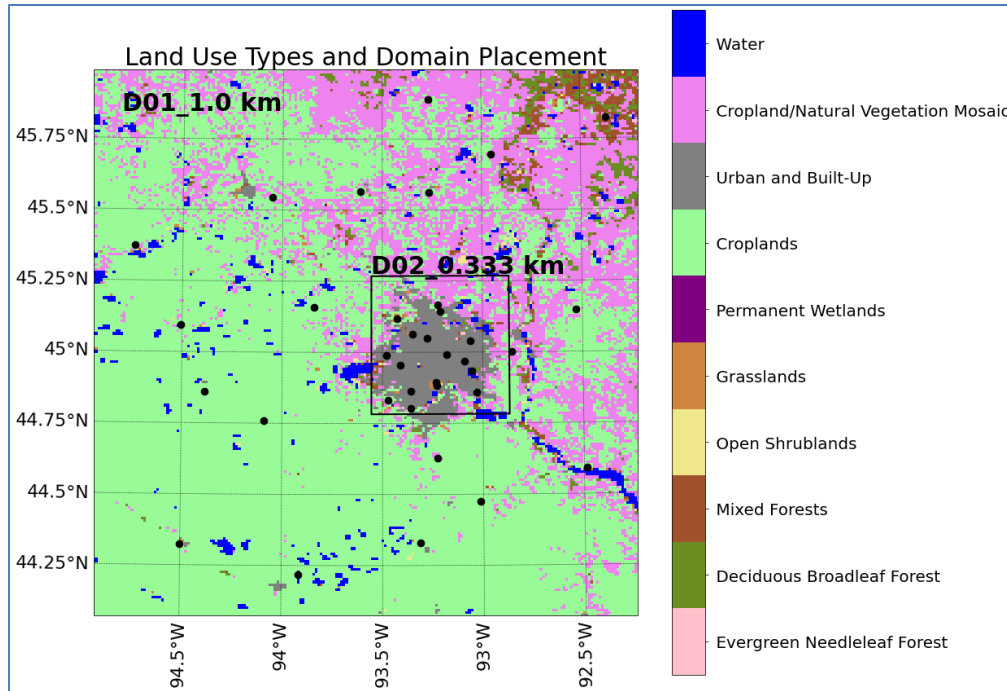 Land Use Types and Domain Placement
D01_1.0 km
D02_0.333 km
45.75°N
45.5°N
45.25°N
45°N
44.75°N
44.5°N
44.25°N
94.5°W
94°W
93.5°W
93°W
92.5°W
Water
Cropland/Natural Vegetation Mosaic
Urban and Built-Up
Croplands
Permanent Wetlands
Grasslands
Open Shrublands
Mixed Forests
Deciduous Broadleaf Forest
Evergreen Needleleaf Forest